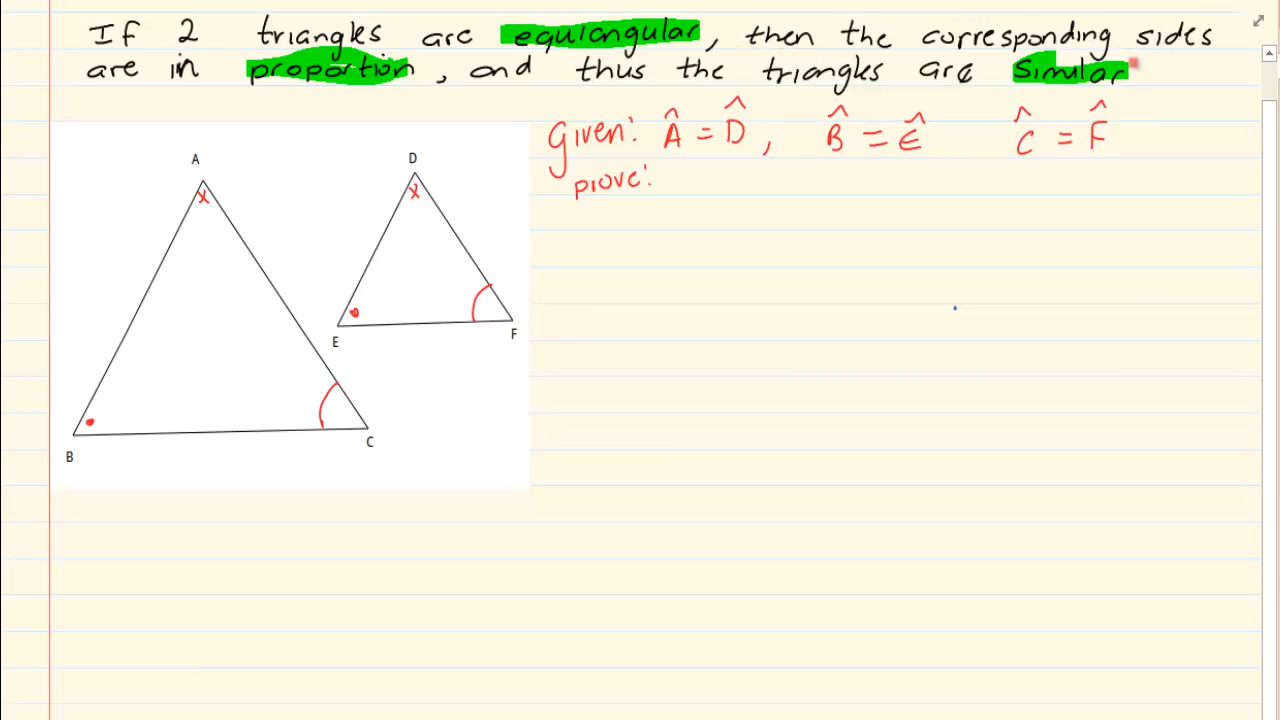 If 2 triangles are equiangular, then the corresponding sides
are in proportion, and thus the triangles are similar
Given: Â = D̂, B̂ = Ê Ĉ = F̂
prove:
A
D
x
x
E
F
B
C